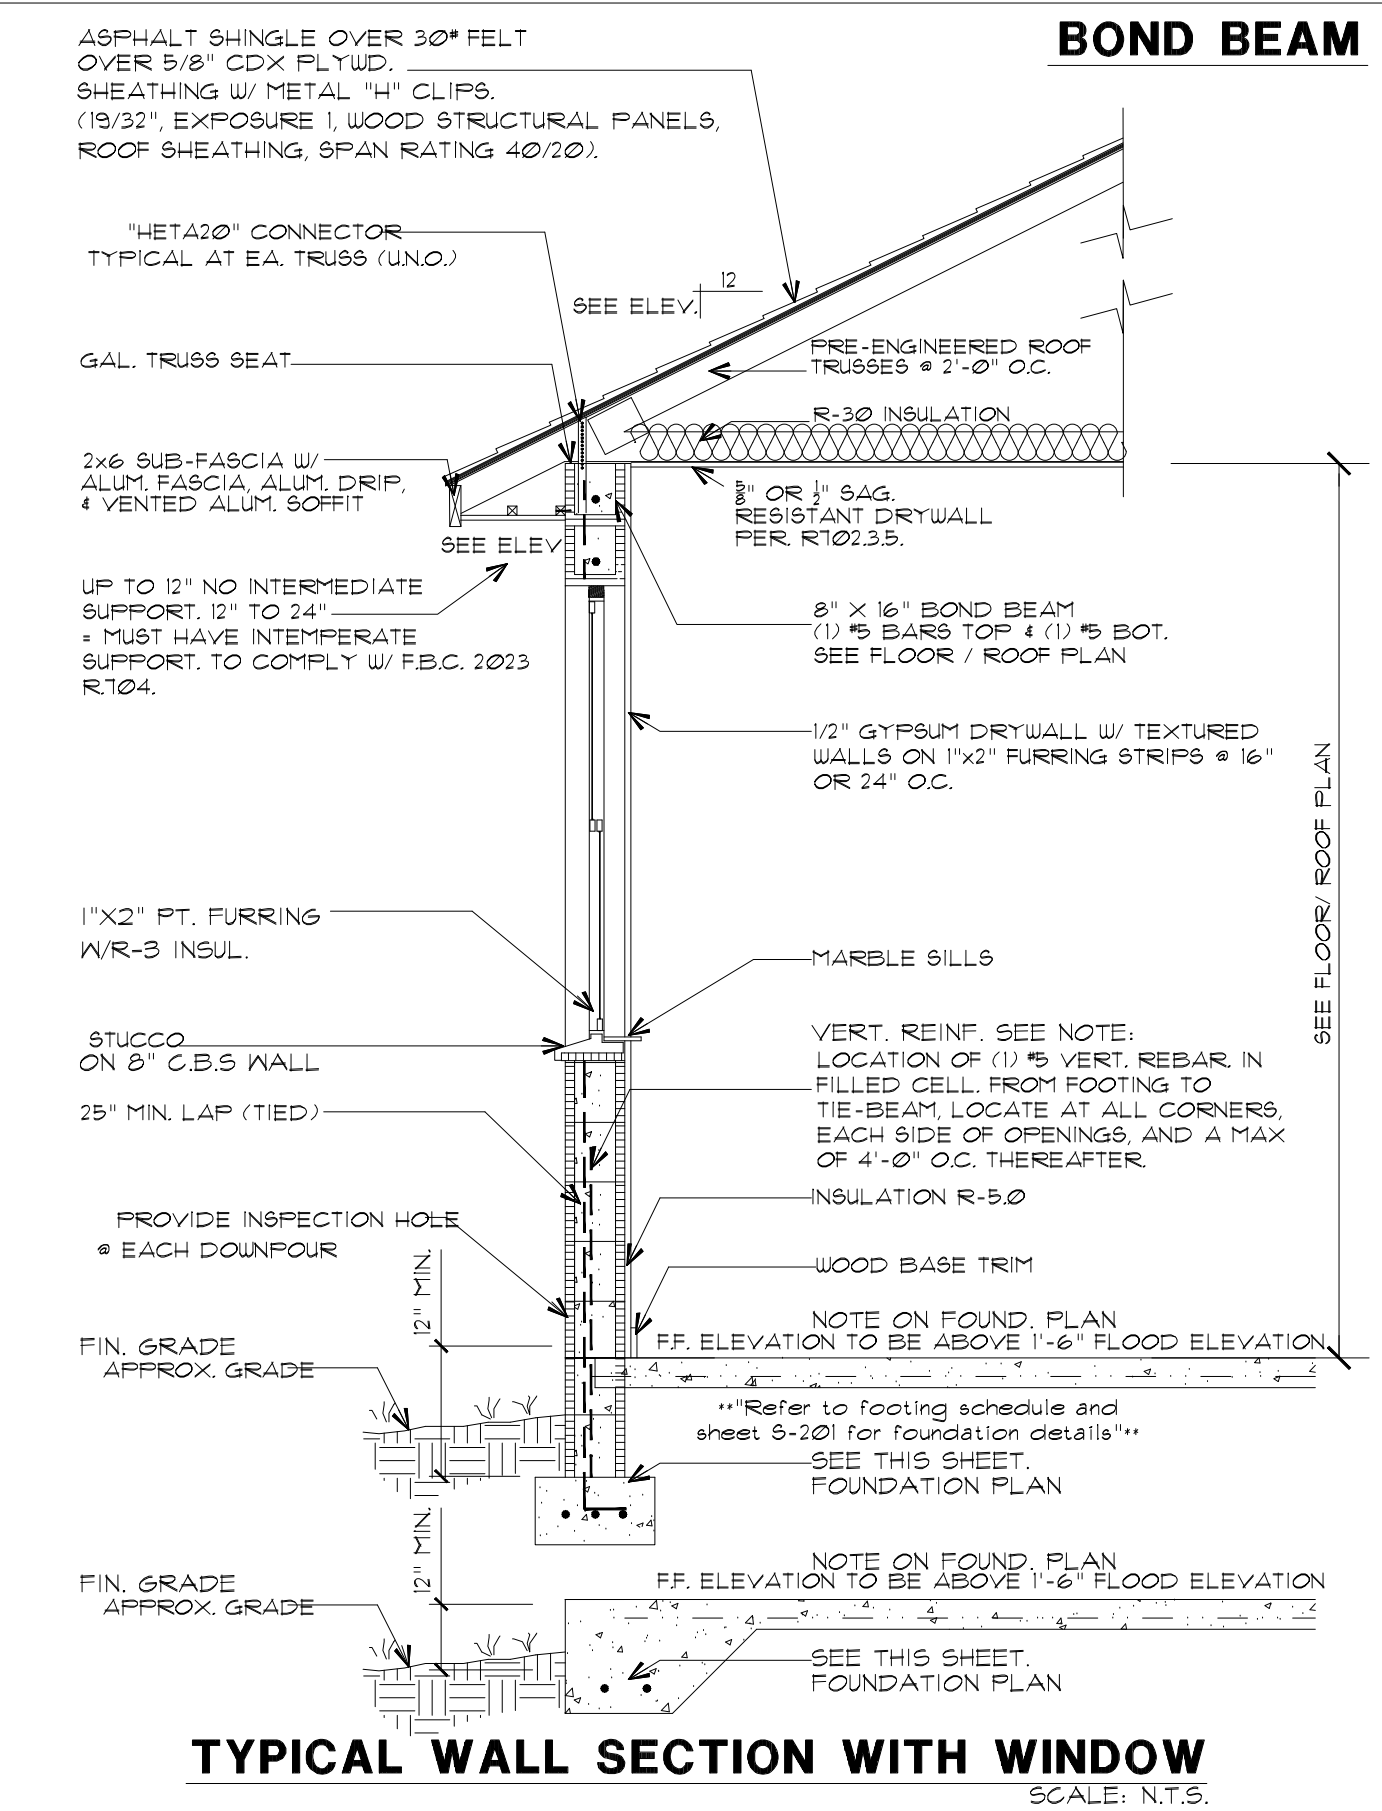 BOND BEAM
ASPHALT SHINGLE OVER 30# FELT
OVER 5/8" CDX PLYWD.
SHEATHING W/ METAL "H" CLIPS.
(19/32", EXPOSURE 1, WOOD STRUCTURAL PANELS,
ROOF SHEATHING, SPAN RATING 40/20).
"HETA20" CONNECTOR
TYPICAL AT EA. TRUSS (U.N.O.)
12
SEE ELEV.
GAL. TRUSS SEAT
PRE-ENGINEERED ROOF
TRUSSES @ 2'-0" O.C.
R-30 INSULATION
2x6 SUB-FASCIA W/
ALUM. FASCIA, ALUM. DRIP,
& VENTED ALUM. SOFFIT
5/8" OR 1/2" SAG.
RESISTANT DRYWALL
PER. R702.3.5.
SEE ELEV
UP TO 12" NO INTERMEDIATE
SUPPORT. 12" TO 24"
= MUST HAVE INTEMPERATE
SUPPORT. TO COMPLY W/ F.B.C. 2023
R.704.
8" X 16" BOND BEAM
(1) #5 BARS TOP & (1) #5 BOT.
SEE FLOOR / ROOF PLAN
1/2" GYPSUM DRYWALL W/ TEXTURED
WALLS ON 1"x2" FURRING STRIPS @ 16"
OR 24" O.C.
SEE FLOOR/ ROOF PLAN
1"X2" PT. FURRING
W/R-3 INSUL.
MARBLE SILLS
STUCCO
ON 8" C.B.S WALL
VERT. REINF. SEE NOTE:
LOCATION OF (1) #5 VERT. REBAR. IN
FILLED CELL. FROM FOOTING TO
TIE-BEAM, LOCATE AT ALL CORNERS,
EACH SIDE OF OPENINGS, AND A MAX
OF 4'-0" O.C. THEREAFTER.
25" MIN. LAP (TIED)
INSULATION R-5.0
PROVIDE INSPECTION HOLE
@ EACH DOWNPOUR
WOOD BASE TRIM
12" MIN.
NOTE ON FOUND. PLAN
F.F. ELEVATION TO BE ABOVE 1'-6" FLOOD ELEVATION
FIN. GRADE
APPROX. GRADE
**"Refer to footing schedule and
sheet S-201 for foundation details"**
SEE THIS SHEET.
FOUNDATION PLAN
12" MIN.
NOTE ON FOUND. PLAN
F.F. ELEVATION TO BE ABOVE 1'-6" FLOOD ELEVATION
FIN. GRADE
APPROX. GRADE
SEE THIS SHEET.
FOUNDATION PLAN
TYPICAL WALL SECTION WITH WINDOW
SCALE: N.T.S.